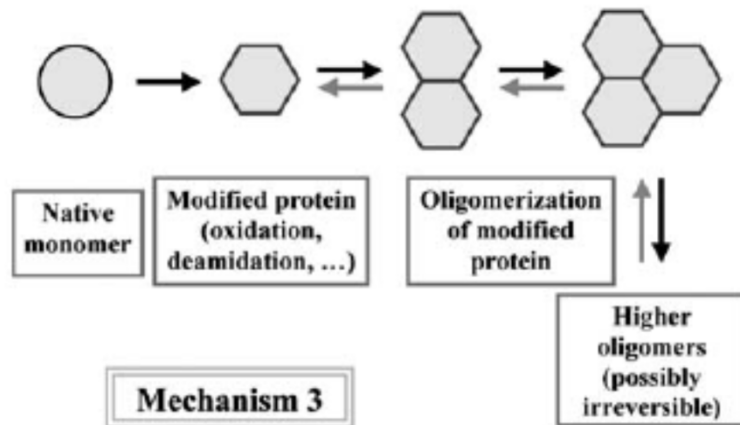 Native
monomer
Modified protein
(oxidation,
deamidation, …)
Oligomerization
of modified
protein
Higher
oligomers
(possibly
irreversible)
Mechanism 3